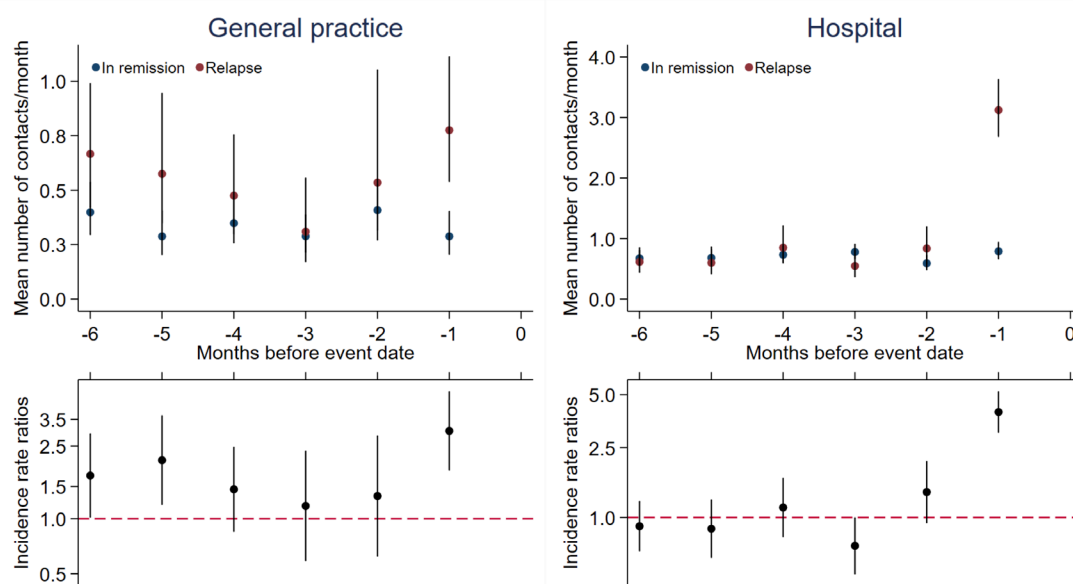 General practice
Mean number of contacts/month
In remission
Relapse
1.0
0.8
0.5
0.3
0.0
-6
-5
-4
-3
-2
-1
0
Months before event date
Incidence rate ratios
3.5
2.5
1.5
1.0
0.5
Hospital
Mean number of contacts/month
In remission
Relapse
4.0
3.0
2.0
1.0
0.0
-6
-5
-4
-3
-2
-1
0
Months before event date
Incidence rate ratios
5.0
2.5
1.0